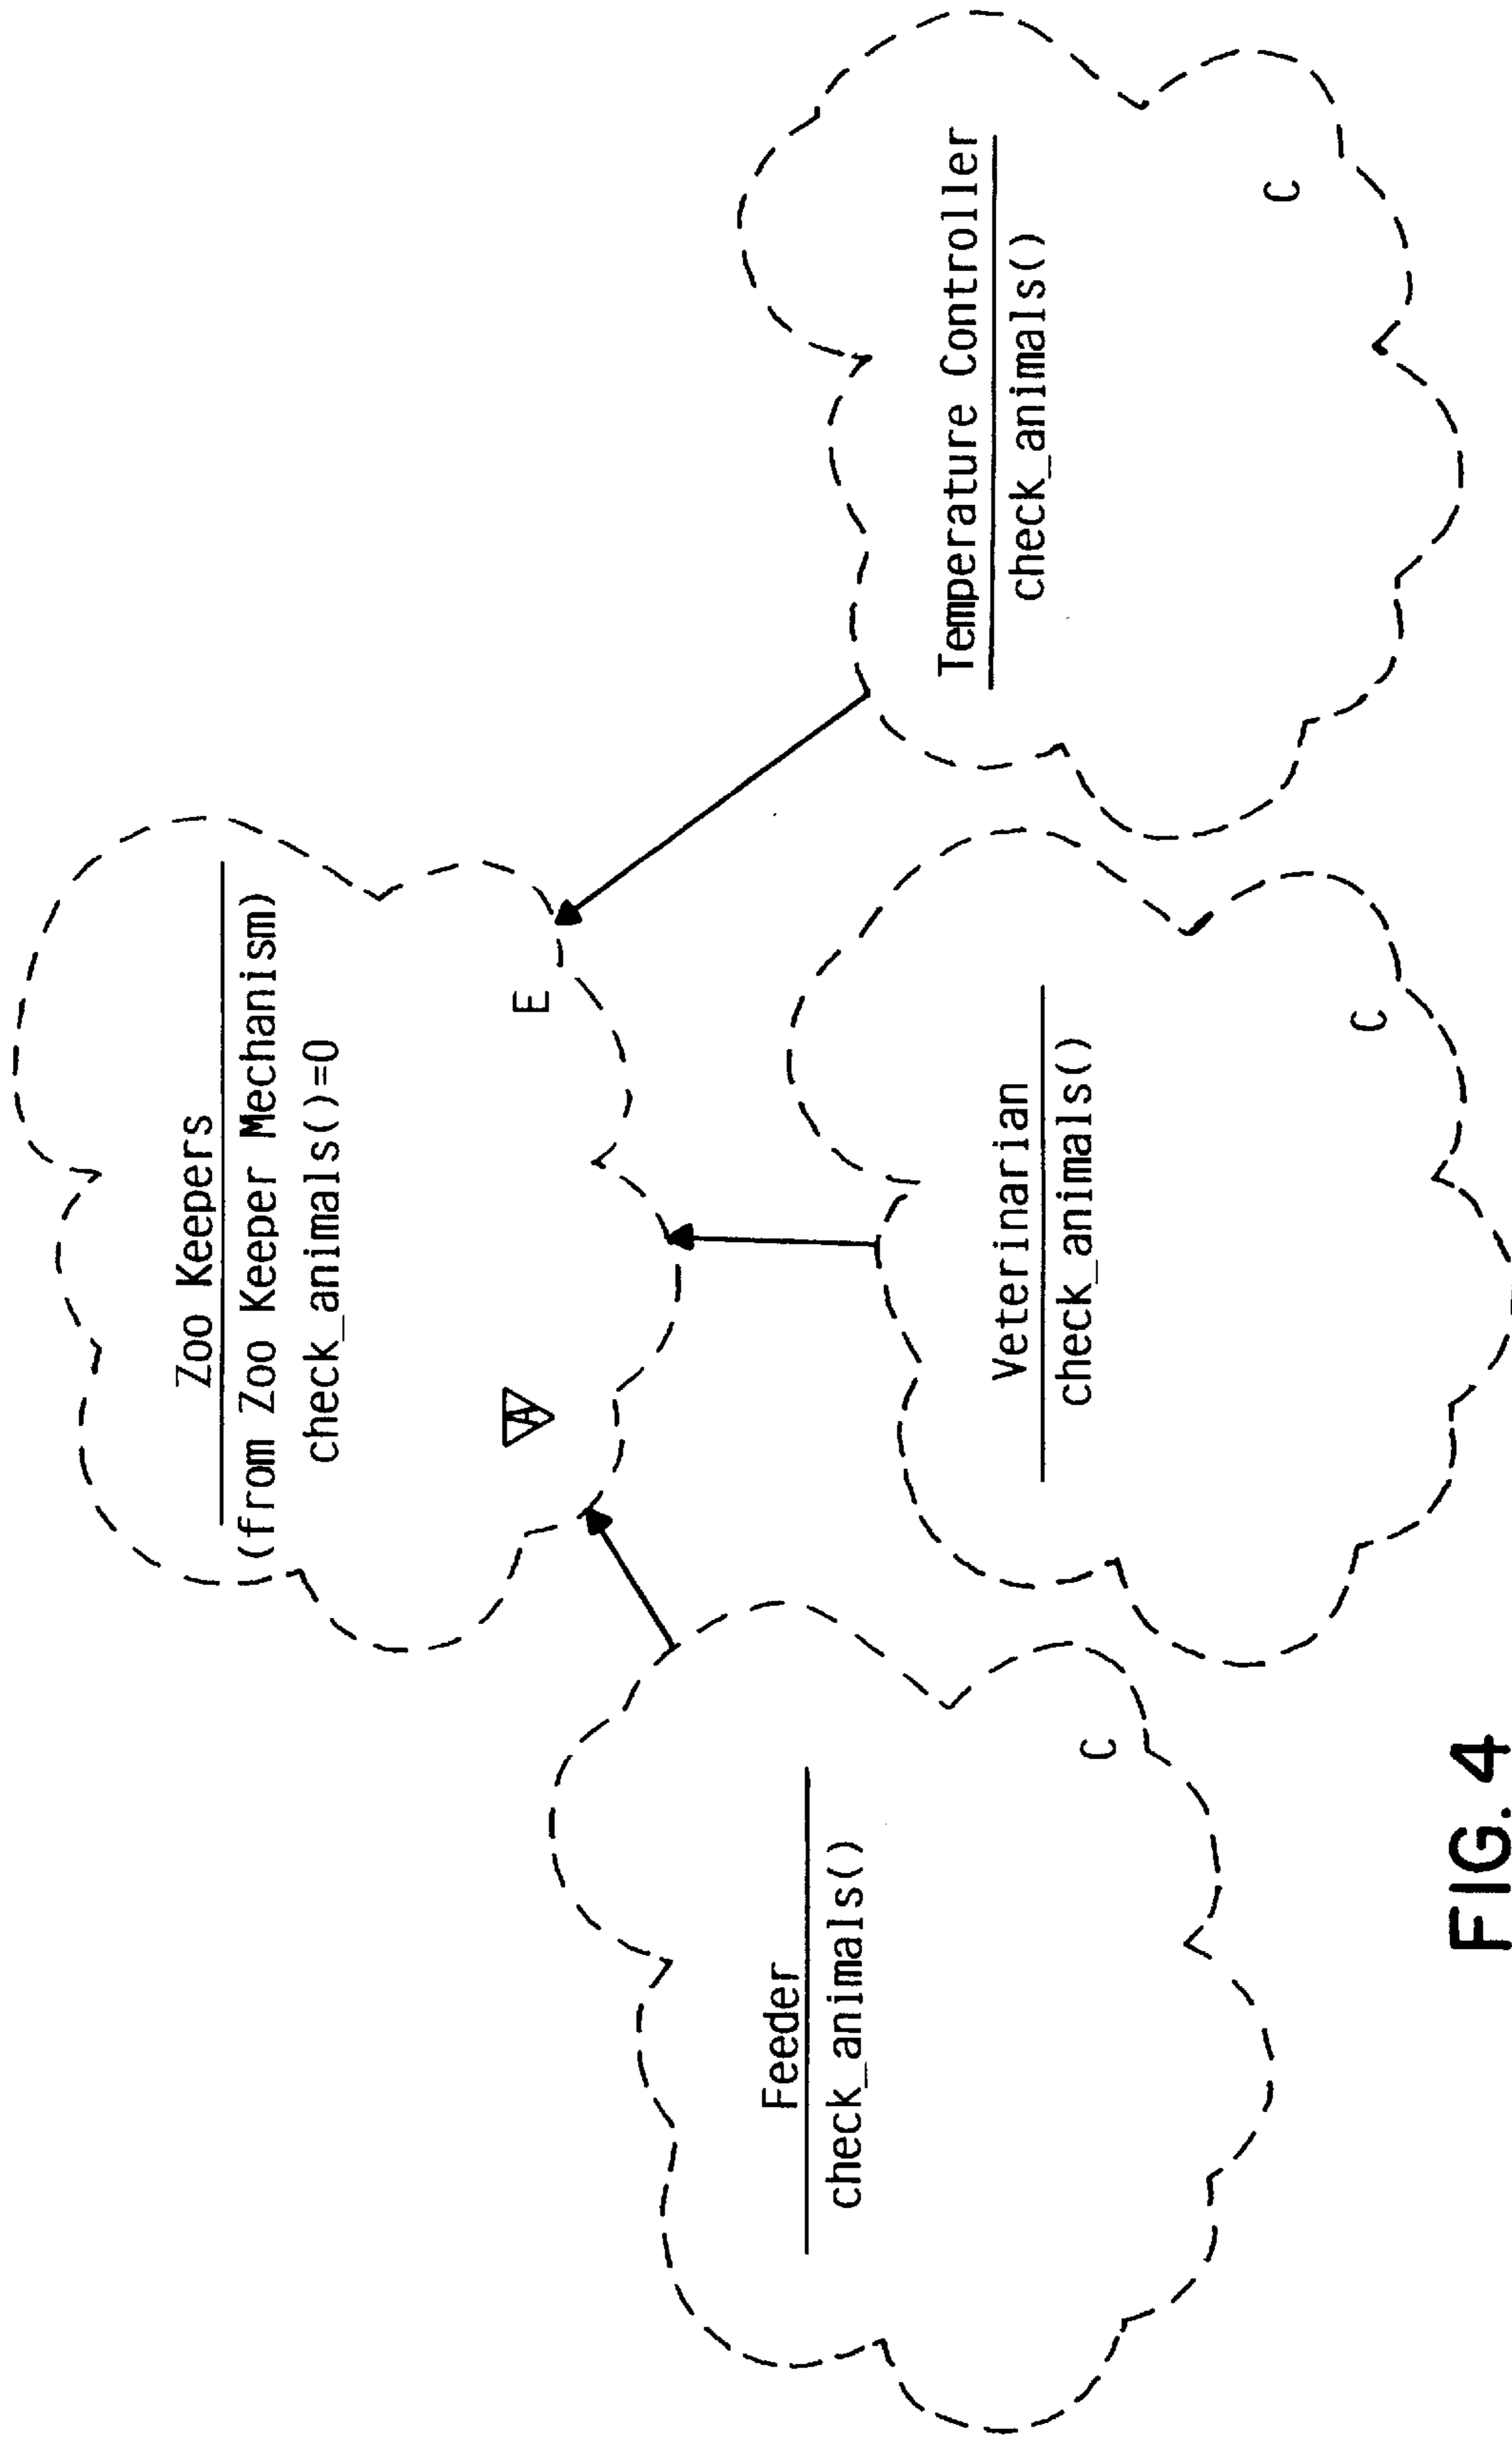 Zoo Keepers
(from Zoo Keeper Mechanism)
check_animals()=0
A
E
Feeder
check_animals()
C
Veterinarian
check_animals()
C
Temperature Controller
check_animals()
C
FIG. 4